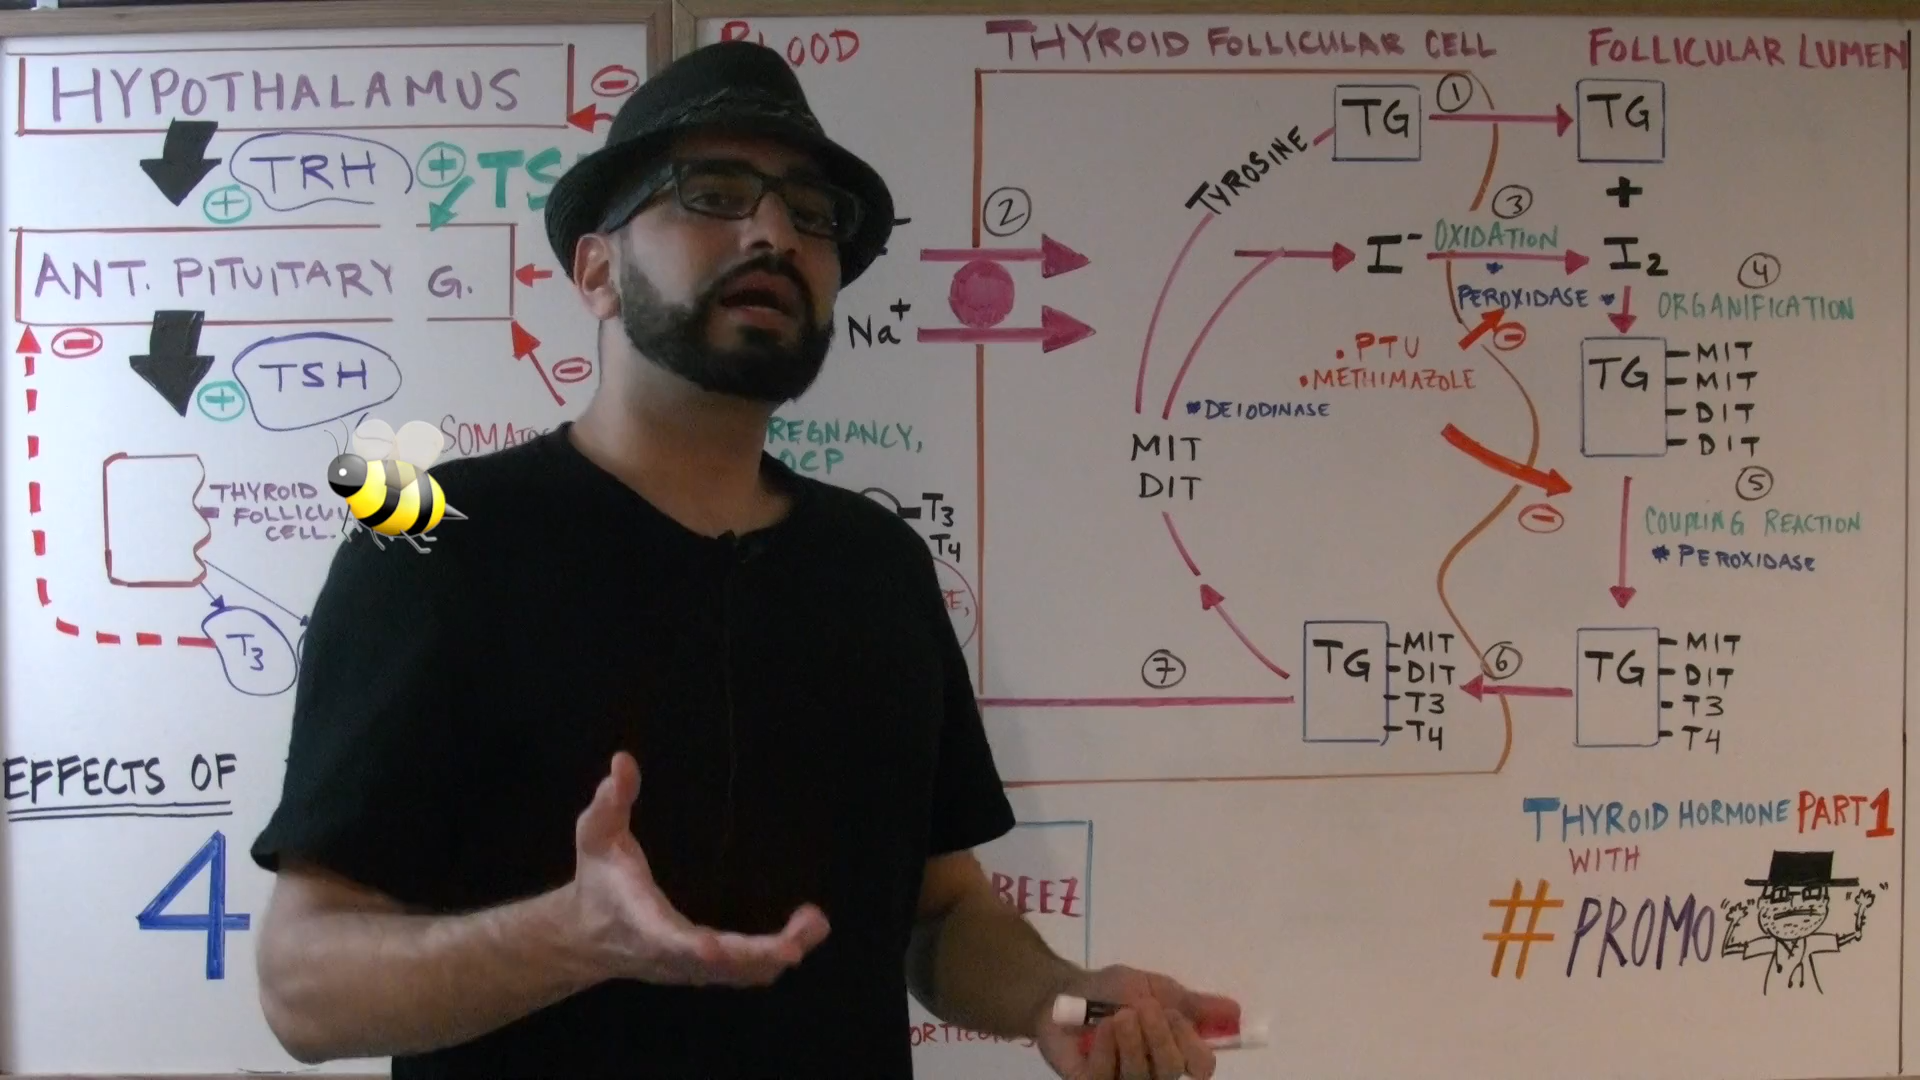 HYPOTHALAMUS
TRH
ANT. PITUITARY G.
TSH
THYROID
CELL.
T3
EFFECTS OF
4
BLOOD
Na+
T3
T4
BEEZ
THYROID FOLLICULAR CELL
FOLLICULAR LUMEN
TG
1
TG
TYROSINE
+
2
3
I- OXIDATION I2
* PEROXIDASE *
4
ORGANIFICATION
• PTU
• METHIMAZOLE
TG
MIT
MIT
DIT
DIT
* DEIODINASE
MIT
DIT
5
COUPLING REACTION
* PEROXIDASE
7
TG
MIT
DIT
T3
T4
6
TG
MIT
DIT
T3
T4
THYROID HORMONE PART 1
WITH
#PROMO